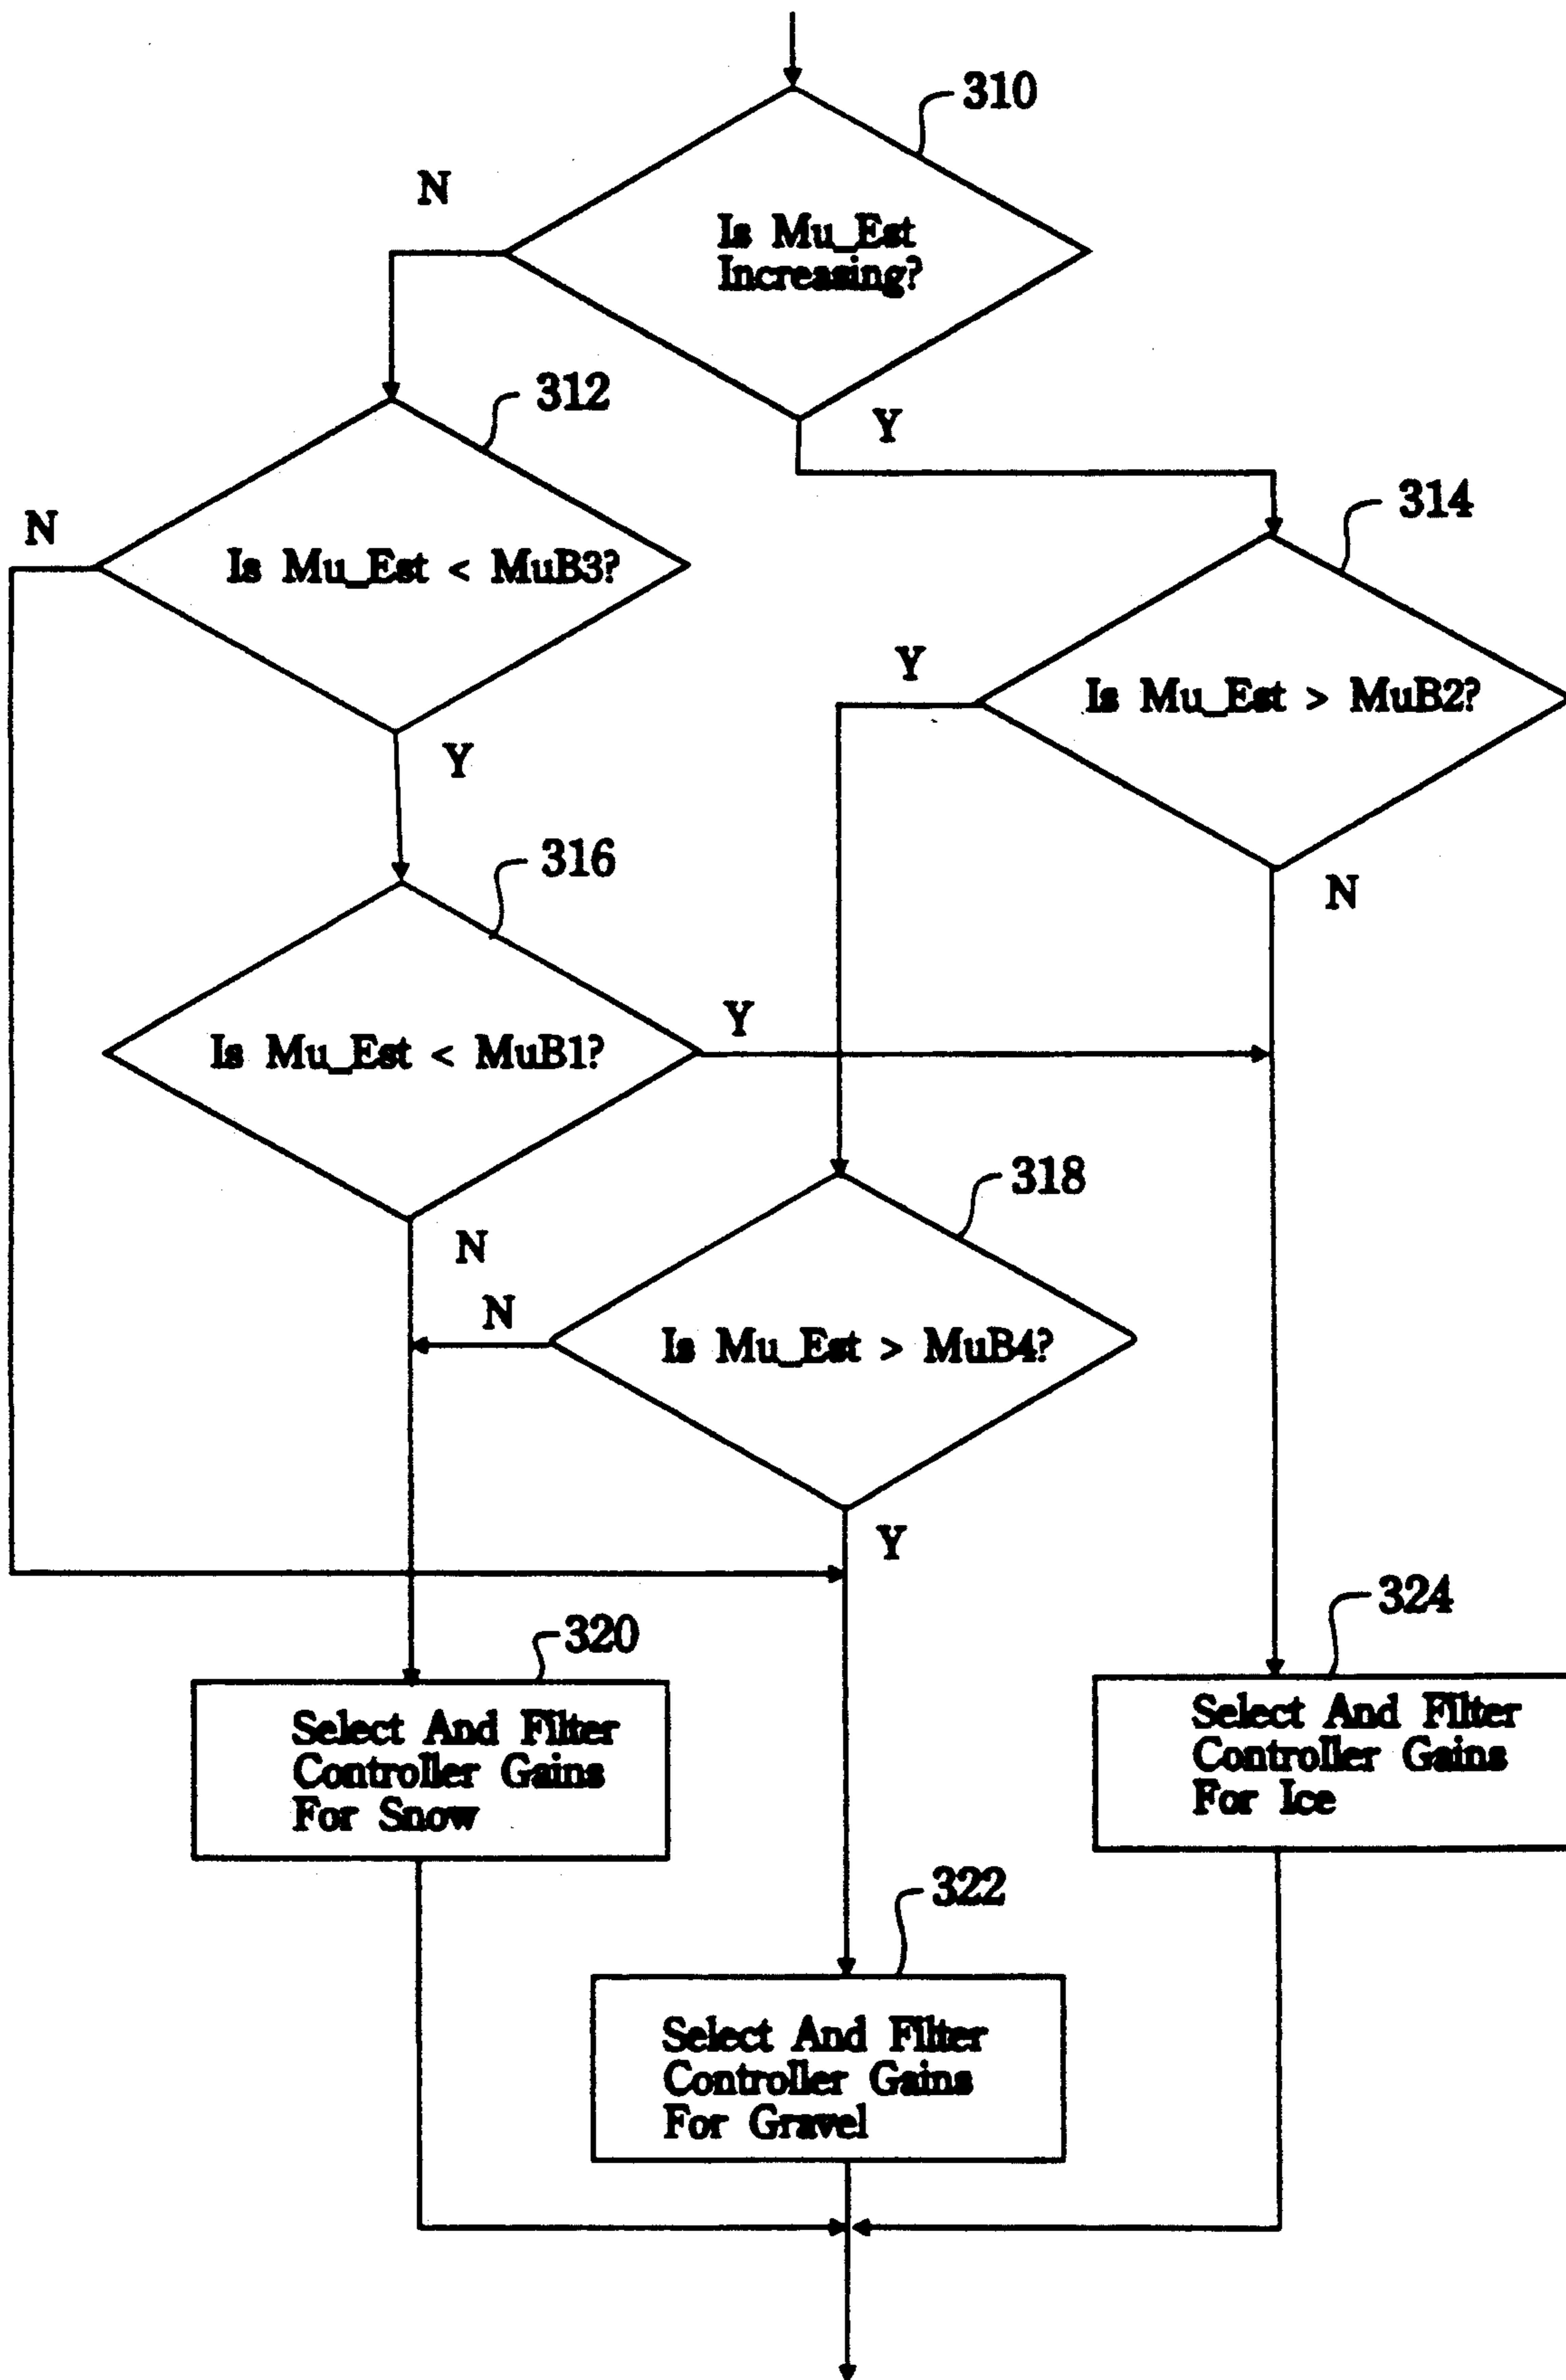 310
N
Is Mu_Est
Increasing?
312
Y
314
N
Is Mu_Est < MuB3?
Y
Is Mu_Est > MuB2?
Y
316
N
Y
Is Mu_Est < MuB1?
318
N
N
Is Mu_Est > MuB4?
Y
324
320
Select And Filter
Controller Gains
For Snow
Select And Filter
Controller Gains
For Ice
322
Select And Filter
Controller Gains
For Gravel